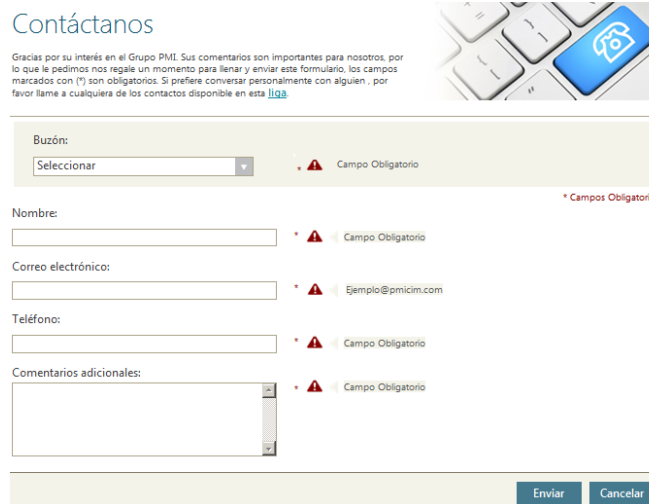 Contáctanos
Gracias por su interés en el Grupo PMI. Sus comentarios son importantes para nosotros, por
lo que le pedimos nos regale un momento para llenar y enviar este formulario, los campos
marcados con (*) son obligatorios. Si prefiere conversar personalmente con alguien , por
favor llame a cualquiera de los contactos disponible en esta liga.
Buzón:
Seleccionar
* Campo Obligatorio
* Campos Obligatori
Nombre:
* Campo Obligatorio
Correo electrónico:
* Ejemplo@pmicim.com
Teléfono:
* Campo Obligatorio
Comentarios adicionales:
* Campo Obligatorio
Enviar Cancelar